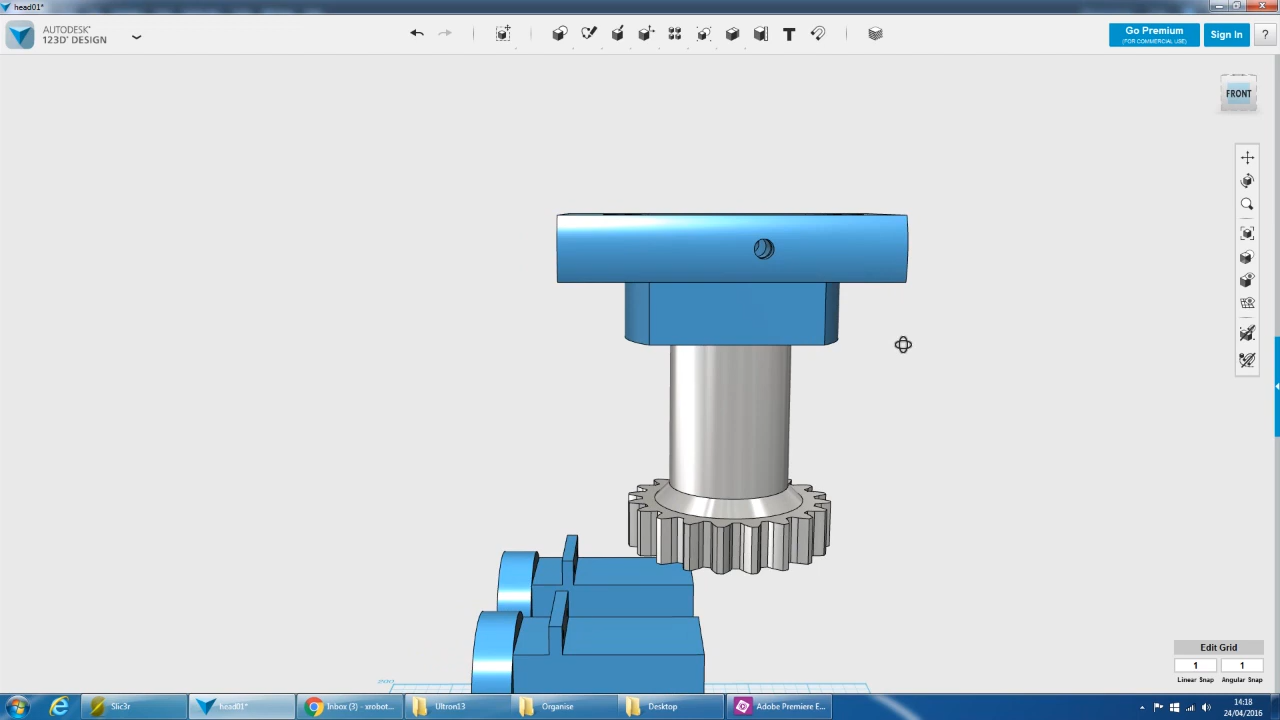 head01*
AUTODESK®
123D® DESIGN
Go Premium
(FOR COMMERCIAL USE)
Sign In
?
FRONT
Edit Grid
1
1
Linear Snap
Angular Snap
Slic3r
head01*
Inbox (3) - xrobot...
Ultron13
Organise
Desktop
Adobe Premiere E...
14:18
24/04/2016